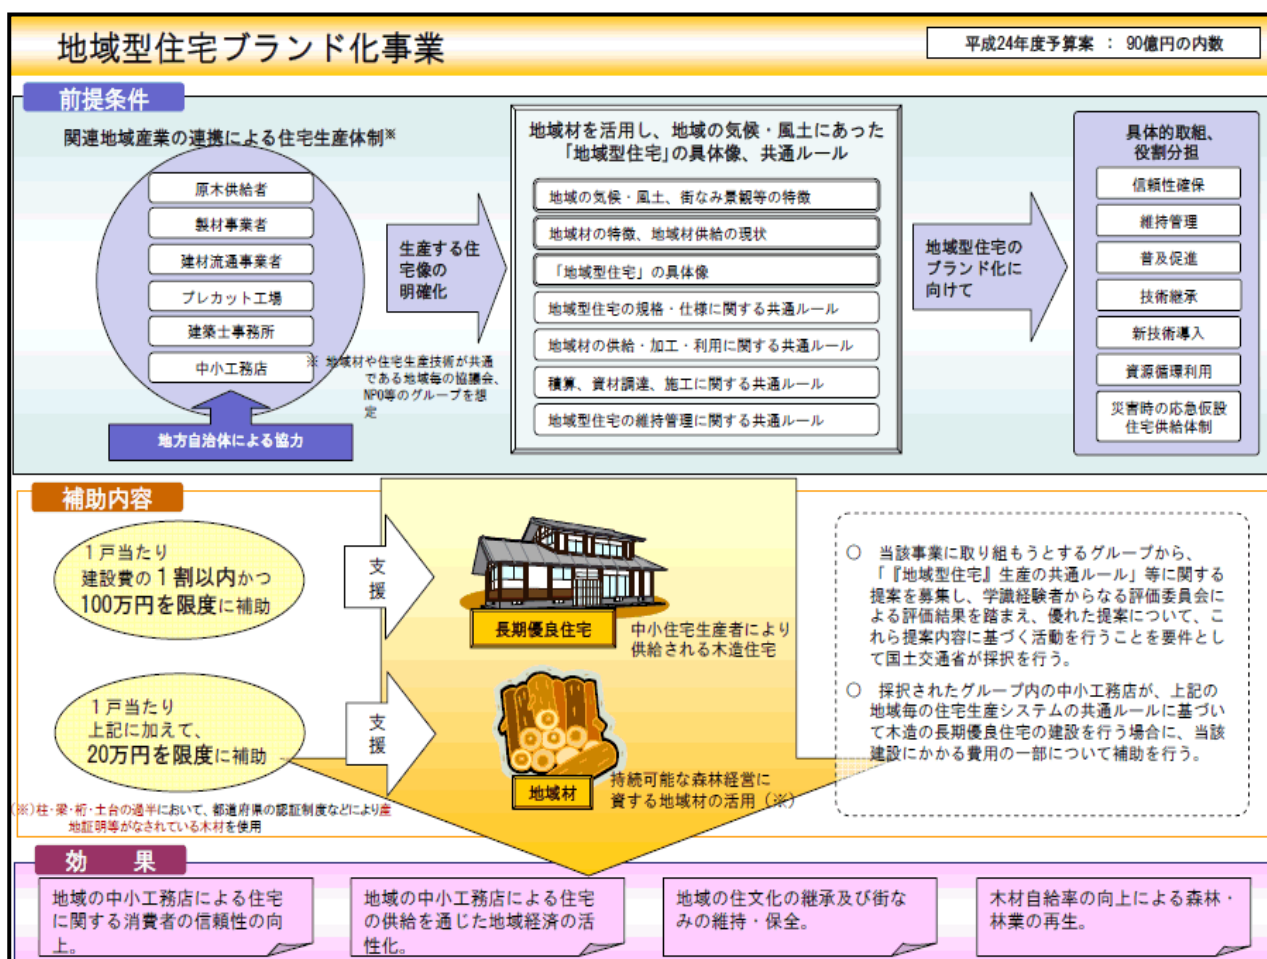 地域型住宅ブランド化事業
平成24年度予算案 ： 90億円の内数
前提条件
関連地域産業の連携による住宅生産体制※
原木供給者
製材事業者
建材流通事業者
プレカット工場
建築士事務所
中小工務店
※ 地域材や住宅生産技術が共通
である地域毎の協議会、
NPO等のグループを想
定
地方自治体による協力
生産する住
宅像の
明確化
地域材を活用し、地域の気候・風土にあった
「地域型住宅」の具体像、共通ルール
地域の気候・風土、街なみ景観等の特徴
地域材の特徴、地域材供給の現状
「地域型住宅」の具体像
地域型住宅の規格・仕様に関する共通ルール
地域材の供給・加工・利用に関する共通ルール
積算、資材調達、施工に関する共通ルール
地域型住宅の維持管理に関する共通ルール
地域型住宅の
ブランド化に
向けて
具体的取組、
役割分担
信頼性確保
維持管理
普及促進
技術継承
新技術導入
資源循環利用
災害時の応急仮設
住宅供給体制
補助内容
１戸当たり
建設費の１割以内かつ
100万円を限度に補助
支
援
長期優良住宅
中小住宅生産者により
供給される木造住宅
１戸当たり
上記に加えて、
20万円を限度に補助
支
援
地域材
持続可能な森林経営に
資する地域材の活用（※）
(※)柱・梁・桁・土台の過半において、都道府県の認証制度などにより産
地証明等がなされている木材を使用
○ 当該事業に取り組もうとするグループから、
「『地域型住宅』生産の共通ルール」等に関する
提案を募集し、学識経験者からなる評価委員会に
よる評価結果を踏まえ、優れた提案について、こ
れら提案内容に基づく活動を行うことを要件とし
て国土交通省が採択を行う。
○ 採択されたグループ内の中小工務店が、上記の
地域毎の住宅生産システムの共通ルールに基づい
て木造の長期優良住宅の建設を行う場合に、当該
建設にかかる費用の一部について補助を行う。
効 果
地域の中小工務店による住宅
に関する消費者の信頼性の向
上。
地域の中小工務店による住宅
の供給を通じた地域経済の活
性化。
地域の住文化の継承及び街な
みの維持・保全。
木材自給率の向上による森林・
林業の再生。